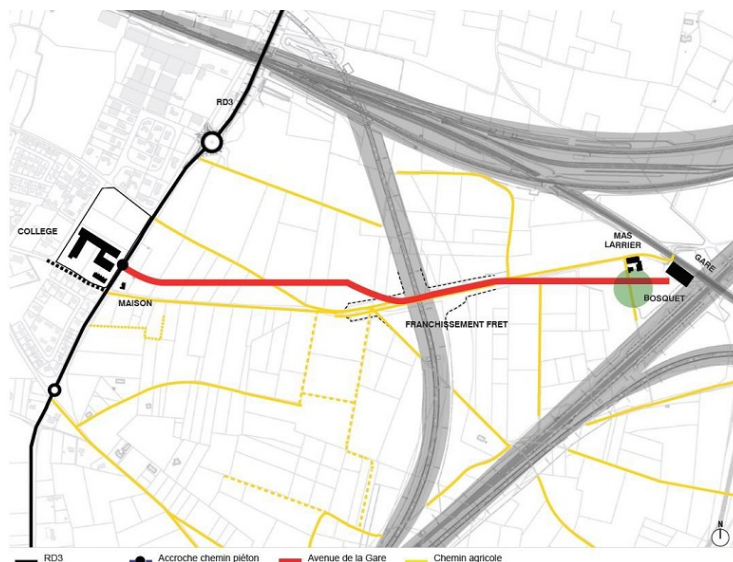 RD3
COLLEGE
MAS
LARRIER
GARE
MAISON
BOSQUET
FRANCHISSEMENT FRET
N
RD3
Accroche chemin piéton
Avenue de la Gare
Chemin agricole